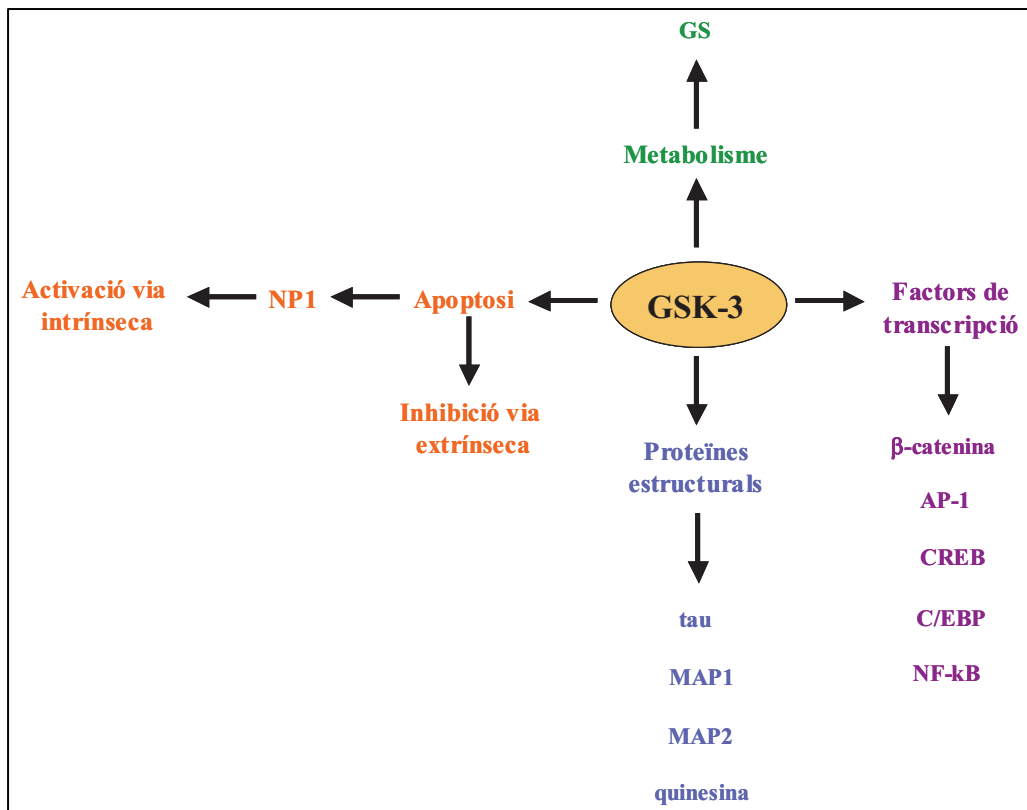 GS
Metabolisme
GSK-3
Activació via
intrínseca
NP1
Apoptosi
Inhibició via
extrínseca
Factors de
transcripció
β-catenina
AP-1
CREB
C/EBP
NF-kB
Proteïnes
estructurals
tau
MAP1
MAP2
quinesina